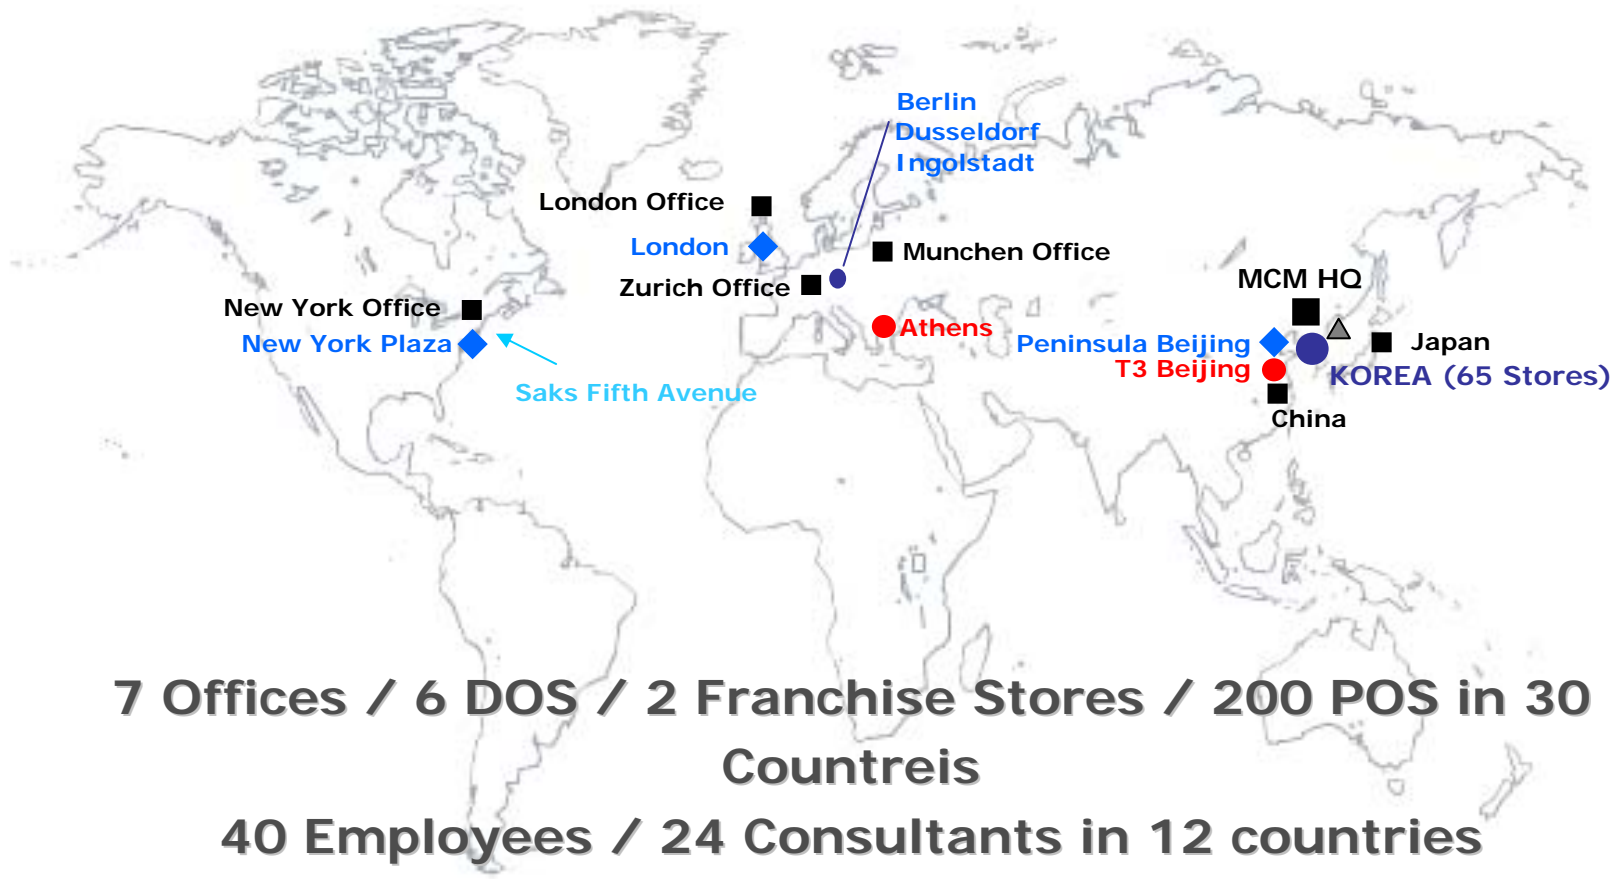 Berlin
Dusseldorf
Ingolstadt
London Office
London
Munchen Office
Zurich Office
MCM HQ
New York Office
New York Plaza
Athens
Peninsula Beijing
Japan
T3 Beijing
KOREA (65 Stores)
Saks Fifth Avenue
China
7 Offices / 6 DOS / 2 Franchise Stores / 200 POS in 30
Countreis
40 Employees / 24 Consultants in 12 countries